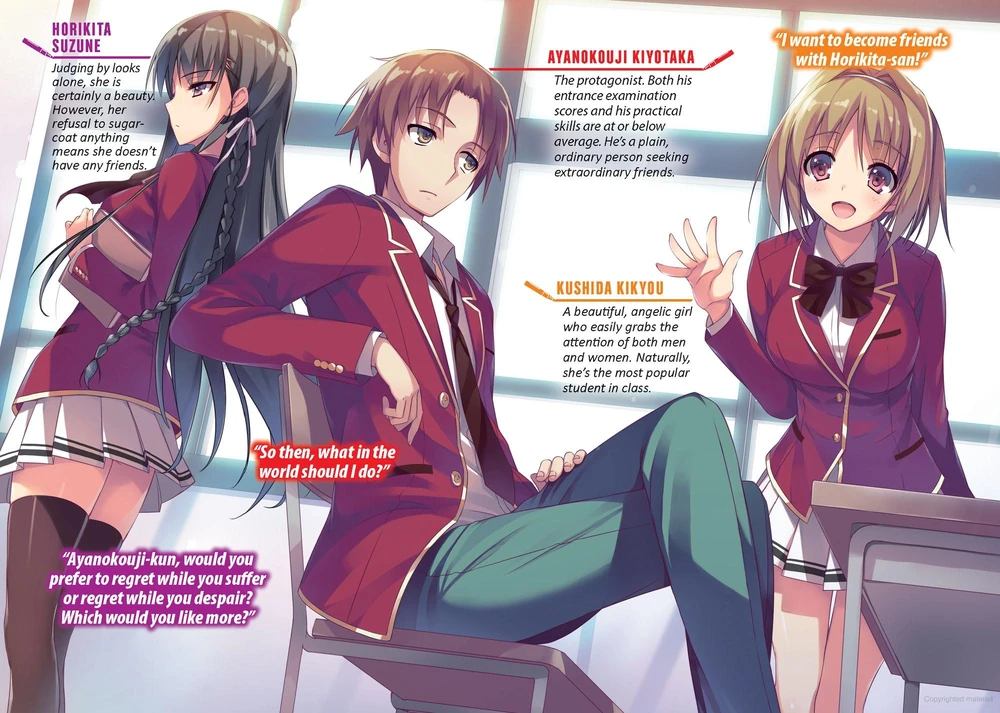 HORIKITA
SUZUNE
Judging by looks
alone, she is
certainly a beauty.
However, her
refusal to sugar-
coat anything
means she doesn't
have any friends.
AYANOKOUJI KIYOTAKA
The protagonist. Both his
entrance examination
scores and his practical
skills are at or below
average. He's a plain,
ordinary person seeking
extraordinary friends.
"I want to become friends
with Horikita-san!"
KUSHIDA KIKYOU
A beautiful, angelic girl
who easily grabs the
attention of both men
and women. Naturally,
she's the most popular
student in class.
"So then, what in the
world should I do?"
"Ayanokouji-kun, would you
prefer to regret while you suffer
or regret while you despair?
Which would you like more?"
Copyrighted material